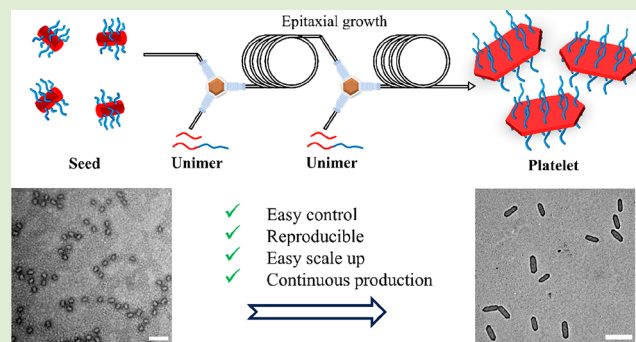 Epitaxial growth
Seed
Unimer
Unimer
Platelet
✓ Easy control
✓ Reproducible
✓ Easy scale up
✓ Continuous production